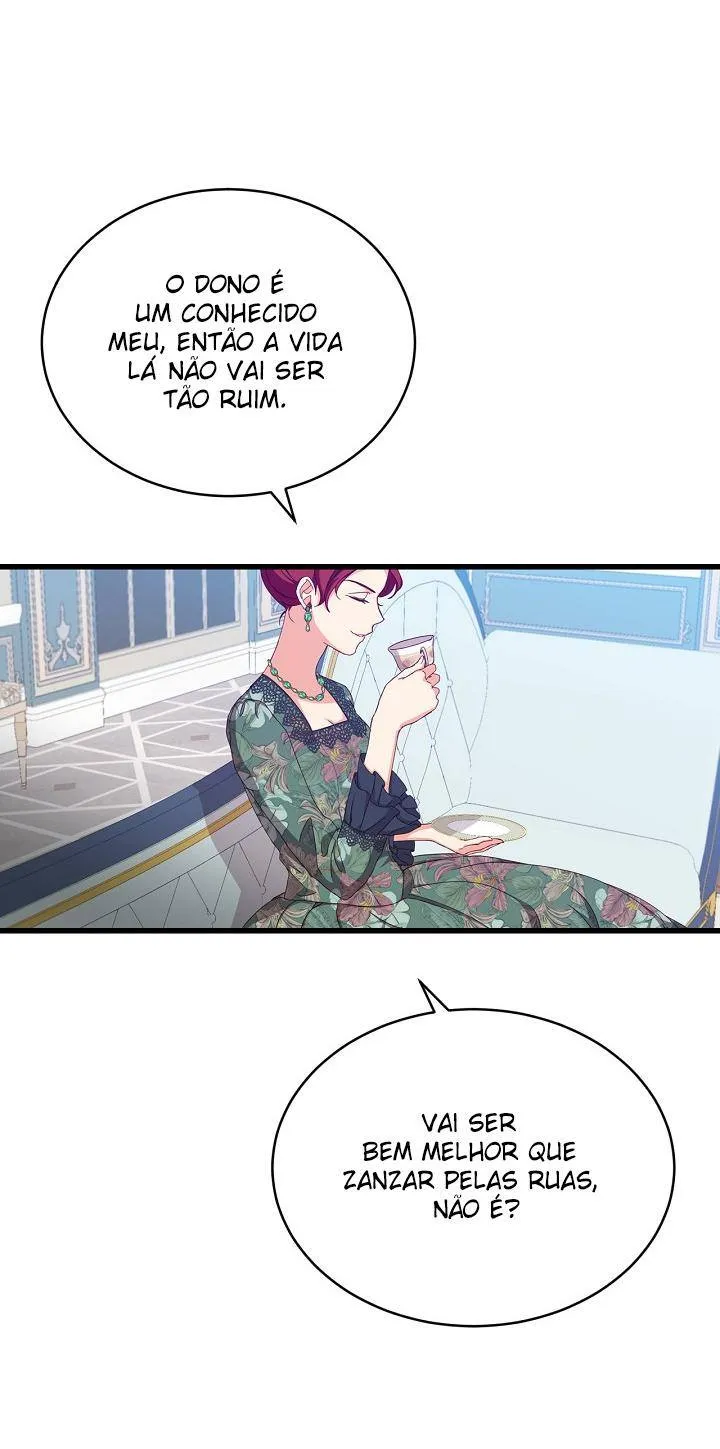 O DONO É
UM CONHECIDO
MEU, ENTÃO A VIDA
LÁ NÃO VAI SER
TÃO RUIM.
VAI SER
BEM MELHOR QUE
ZANZAR PELAS RUAS,
NÃO É?